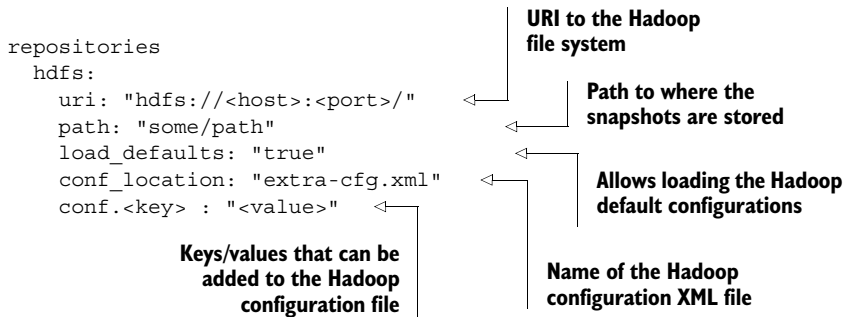 URI to the Hadoop
file system
repositories
hdfs:
uri: "hdfs://<host>:<port>/"
Path to where the
snapshots are stored
path: "some/path"
load_defaults: "true"
Allows loading the Hadoop
default configurations
conf_location: "extra-cfg.xml"
conf.<key> : "<value>"
Keys/values that can be
added to the Hadoop
configuration file
Name of the Hadoop
configuration XML file